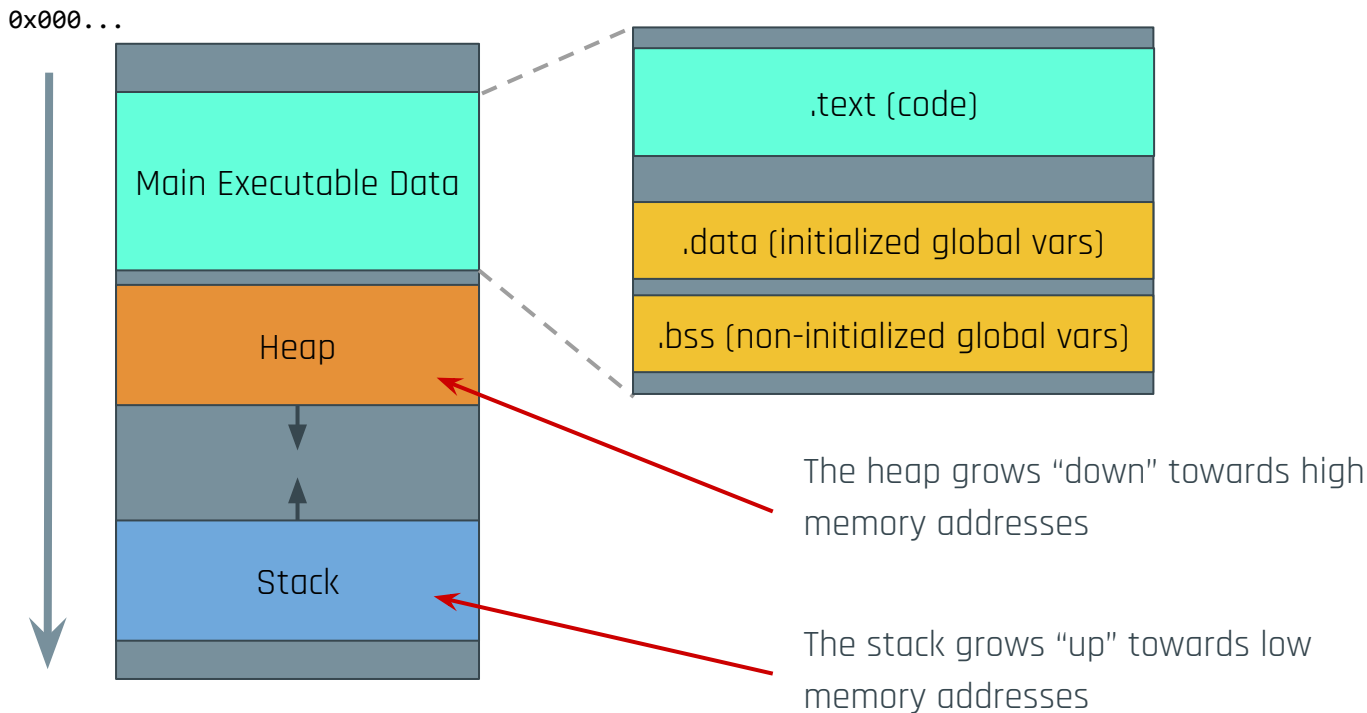 0x000...
Main Executable Data
Heap
Stack
.text (code)
.data (initialized global vars)
.bss (non-initialized global vars)
The heap grows “down” towards high
memory addresses
The stack grows “up” towards low
memory addresses